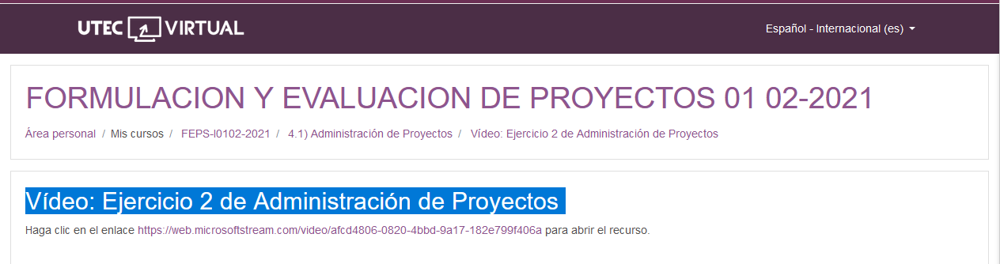 UTEC VIRTUAL
Español - Internacional (es)
FORMULACION Y EVALUACION DE PROYECTOS 01 02-2021
Área personal / Mis cursos / FEPS-I0102-2021 / 4.1) Administración de Proyectos / Vídeo: Ejercicio 2 de Administración de Proyectos
Vídeo: Ejercicio 2 de Administración de Proyectos
Haga clic en el enlace https://web.microsoftstream.com/video/afcd4806-0820-4bbd-9a17-182e799f406a para abrir el recurso.